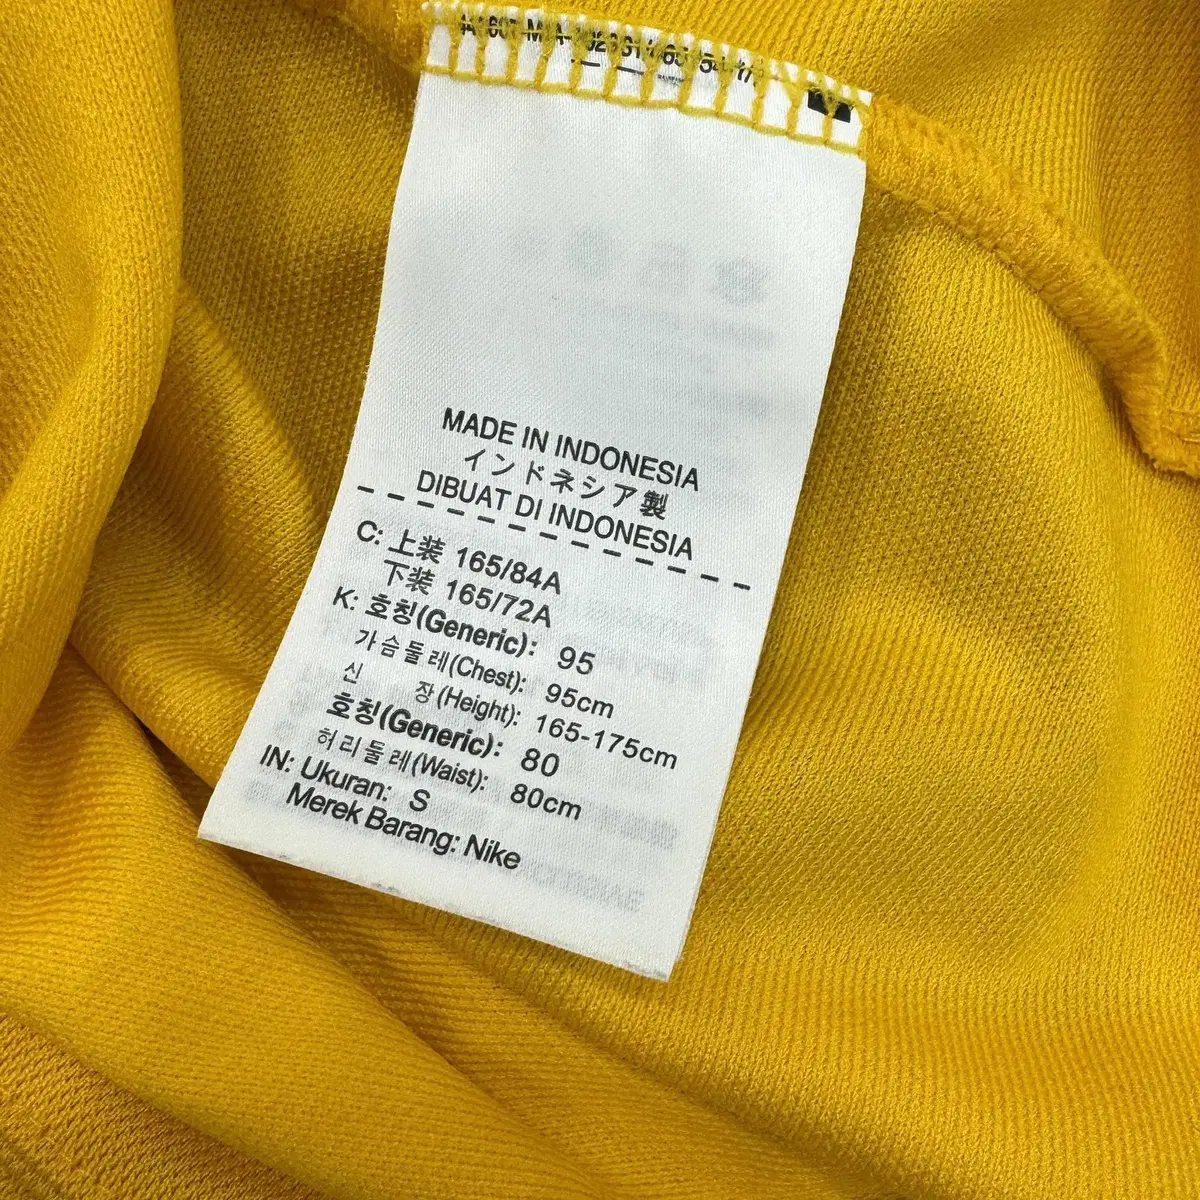 MADE IN INDONESIA
インドネシア製
DIBUAT DI INDONESIA
C: 上装 165/84A
下装 165/72A
K: 호칭(Generic): 95
가슴둘레(Chest): 95cm
신 장(Height): 165-175cm
호칭(Generic): 80
허리둘레(Waist): 80cm
IN: Ukuran: S
Merek Barang: Nike